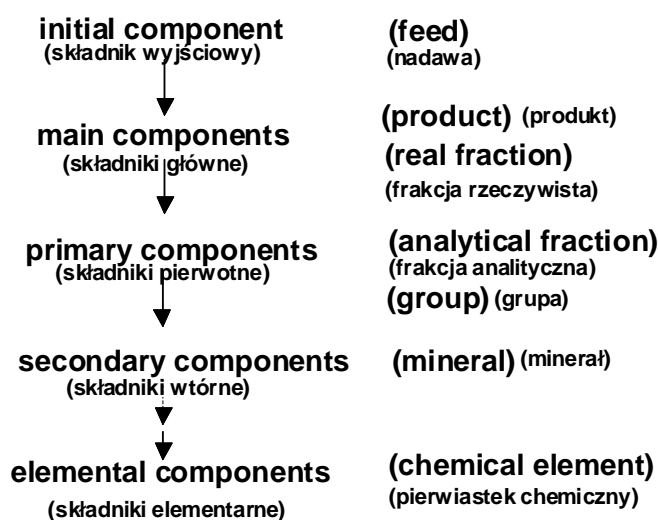 initial component (feed)
(składnik wyjściowy) (nadawa)
main components (product) (produkt)
(składniki główne) (real fraction)
(frakcja rzeczywista)
primary components (analytical fraction)
(składniki pierwotne) (frakcja analityczna)
(group) (grupa)
secondary components (mineral) (minerał)
(składniki wtórne)
elemental components (chemical element)
(składniki elementarne) (pierwiastek chemiczny)